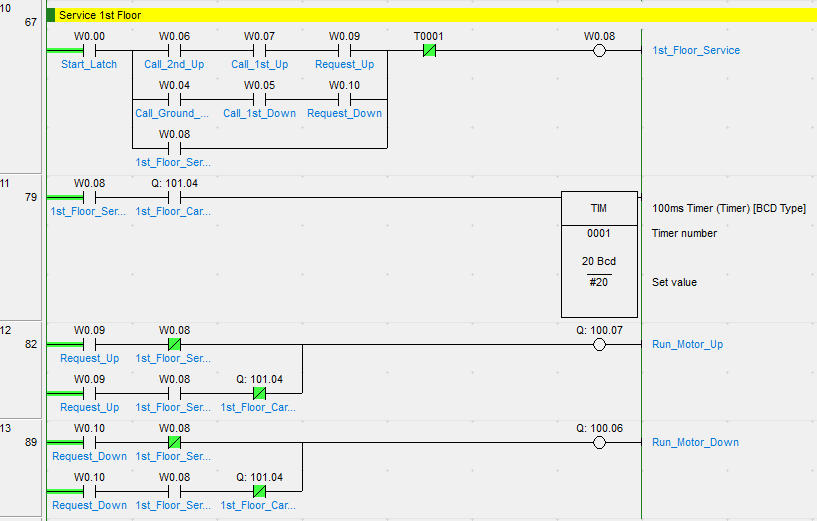 10
Service 1st Floor
67
W0.00 W0.06 W0.07 W0.09 T0001 W0.08
Start_Latch Call_2nd_Up Call_1st_Up Request_Up 1st_Floor_Service
W0.04 W0.05 W0.10
Call_Ground_... Call_1st_Down Request_Down
W0.08
1st_Floor_Ser...
11
79
W0.08 Q: 101.04
1st_Floor_Ser... 1st_Floor_Car...
TIM 100ms Timer (Timer) [BCD Type]
0001 Timer number
20 Bcd
#20 Set value
12
82
W0.09 W0.08 Q: 100.07
Request_Up 1st_Floor_Ser... Run_Motor_Up
W0.09 W0.08 Q: 101.04
Request_Up 1st_Floor_Ser... 1st_Floor_Car...
13
89
W0.10 W0.08 Q: 100.06
Request_Down 1st_Floor_Ser... Run_Motor_Down
W0.10 W0.08 Q: 101.04
Request_Down 1st_Floor_Ser... 1st_Floor_Car...